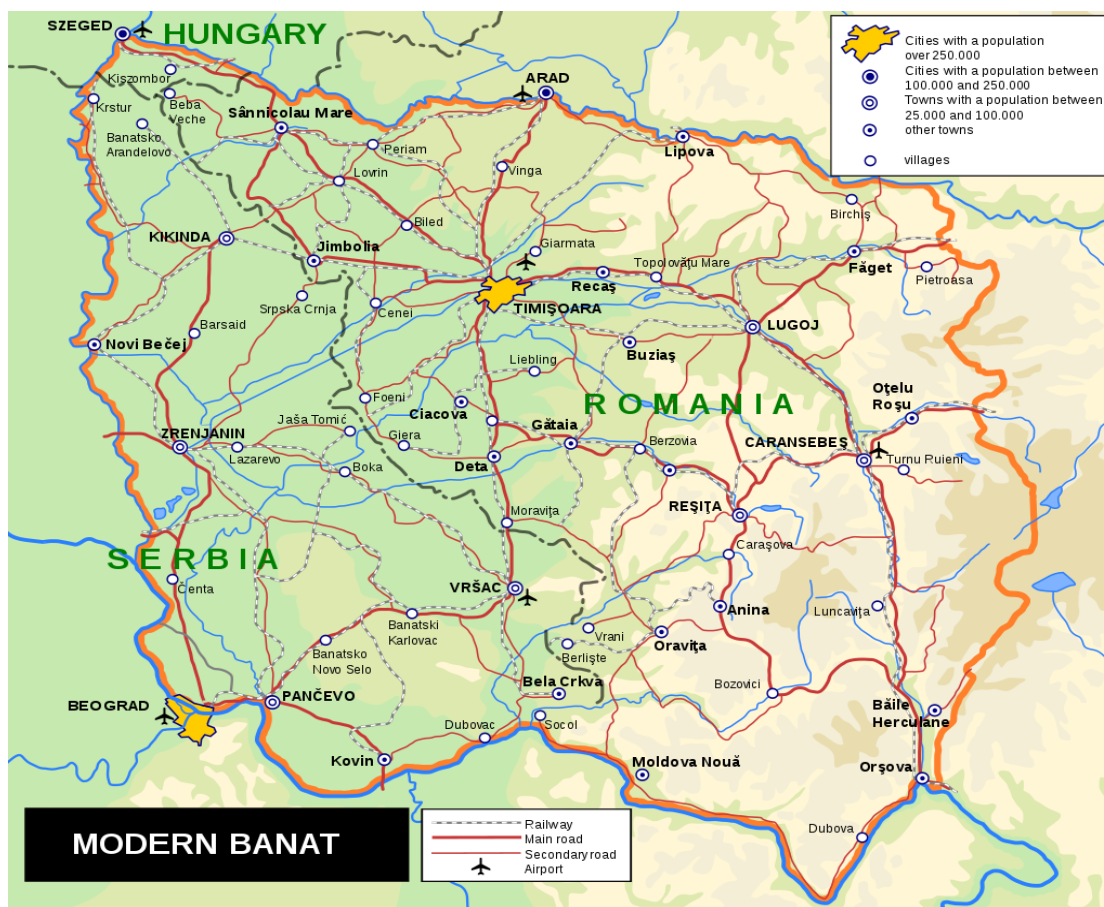 SZEGED
HUNGARY
Kiszombor
Krstur
Beba
Veche
Banatsko
Arandelovo
Sânnicolau Mare
ARAD
Periam
Lovrin
Vinga
Lipova
Cities with a population
over 250.000
Cities with a population between
100.000 and 250.000
Towns with a population between
25.000 and 100.000
other towns
villages
Birchiş
KIKINDA
Jimbolia
Biled
Giarmata
Făget
Pietroasa
Srpska Crnja
Cenei
Recaş
Topolovăţu Mare
TIMIŞOARA
LUGOJ
Barsaid
Novi Bečej
Liebling
Buziaş
Foeni
Ciacova
ROMANIA
Oţelu
Roşu
Jaša Tomić
Giera
Gătaia
ZRENJANIN
Lazarevo
Boka
Deta
Berzovia
CARANSEBEŞ
Turnu Ruieni
Moraviţa
REŞIŢA
SERBIA
Caraşova
Čenta
VRŠAC
Banatski
Karlovac
Anina
Luncaviţa
Banatsko
Novo Selo
Vrani
Berlişte
Oraviţa
BEOGRAD
PANČEVO
Bela Crkva
Bozovici
Băile
Herculane
Dubovac
Socol
Kovin
Moldova Nouă
Orşova
Dubova
MODERN BANAT
Railway
Main road
Secondary road
Airport